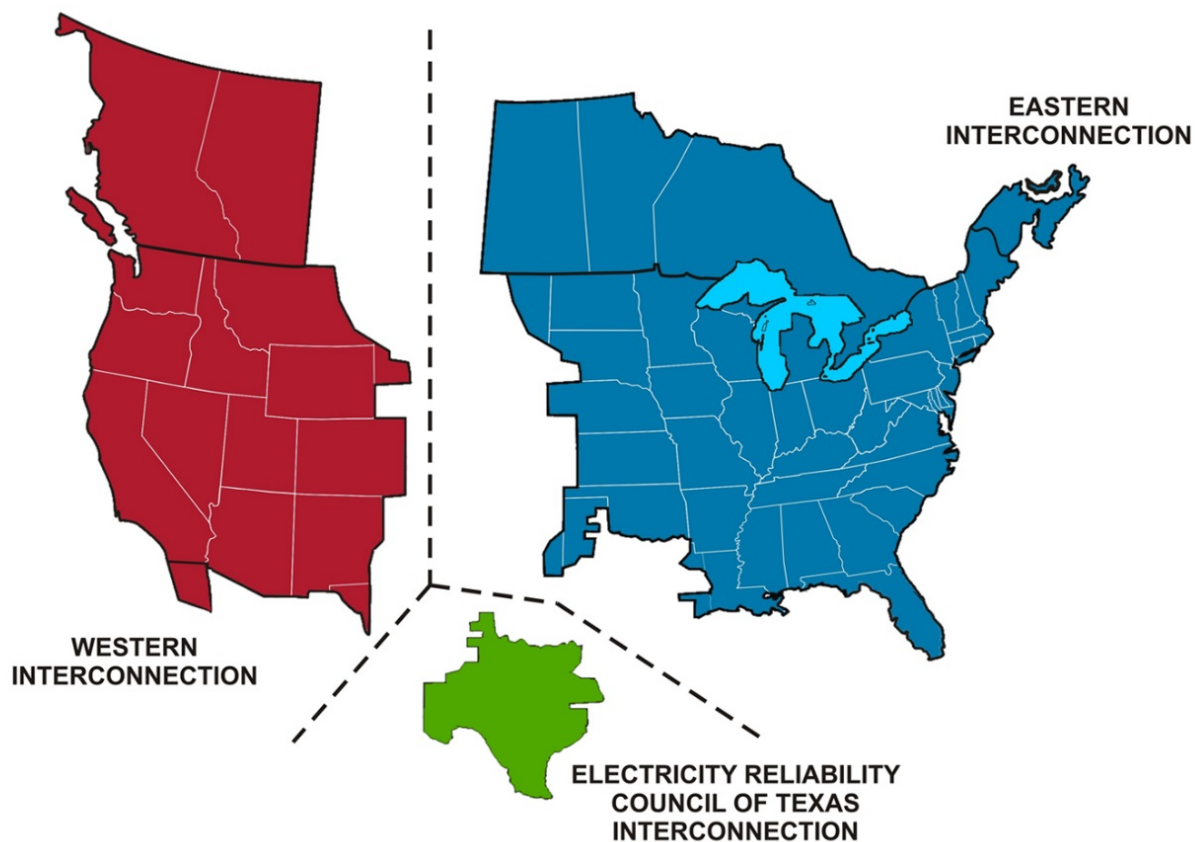 EASTERN
INTERCONNECTION
WESTERN
INTERCONNECTION
ELECTRICITY RELIABILITY
COUNCIL OF TEXAS
INTERCONNECTION